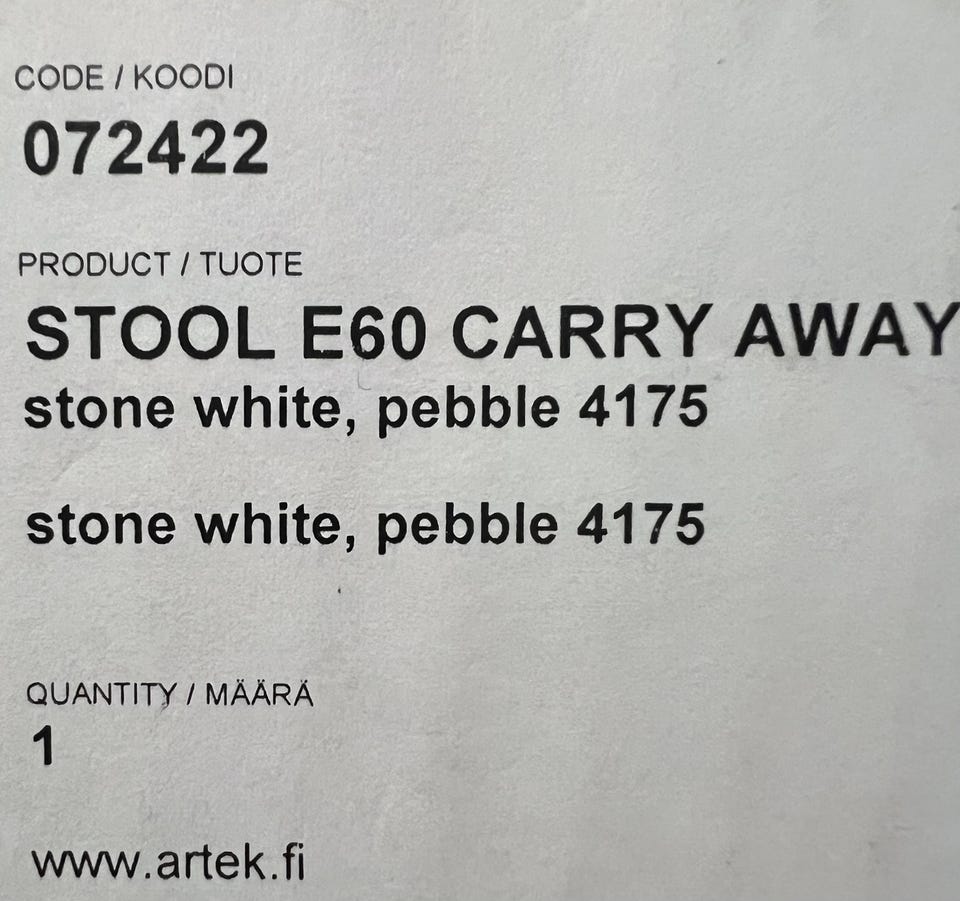 CODE / KOODI
072422
PRODUCT / TUOTE
STOOL E60 CARRY AWAY
stone white, pebble 4175
stone white, pebble 4175
QUANTITY / MÄÄRÄ
1
www.artek.fi